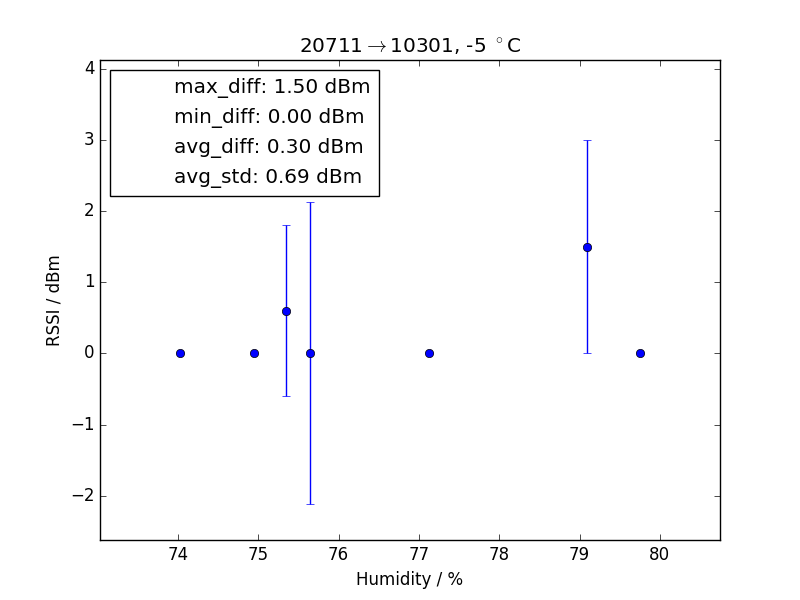 20711→10301, -5 °C
max_diff: 1.50 dBm
min_diff: 0.00 dBm
avg_diff: 0.30 dBm
avg_std: 0.69 dBm
RSSI / dBm
4
3
2
1
0
−1
−2
74 75 76 77 78 79 80
Humidity / %